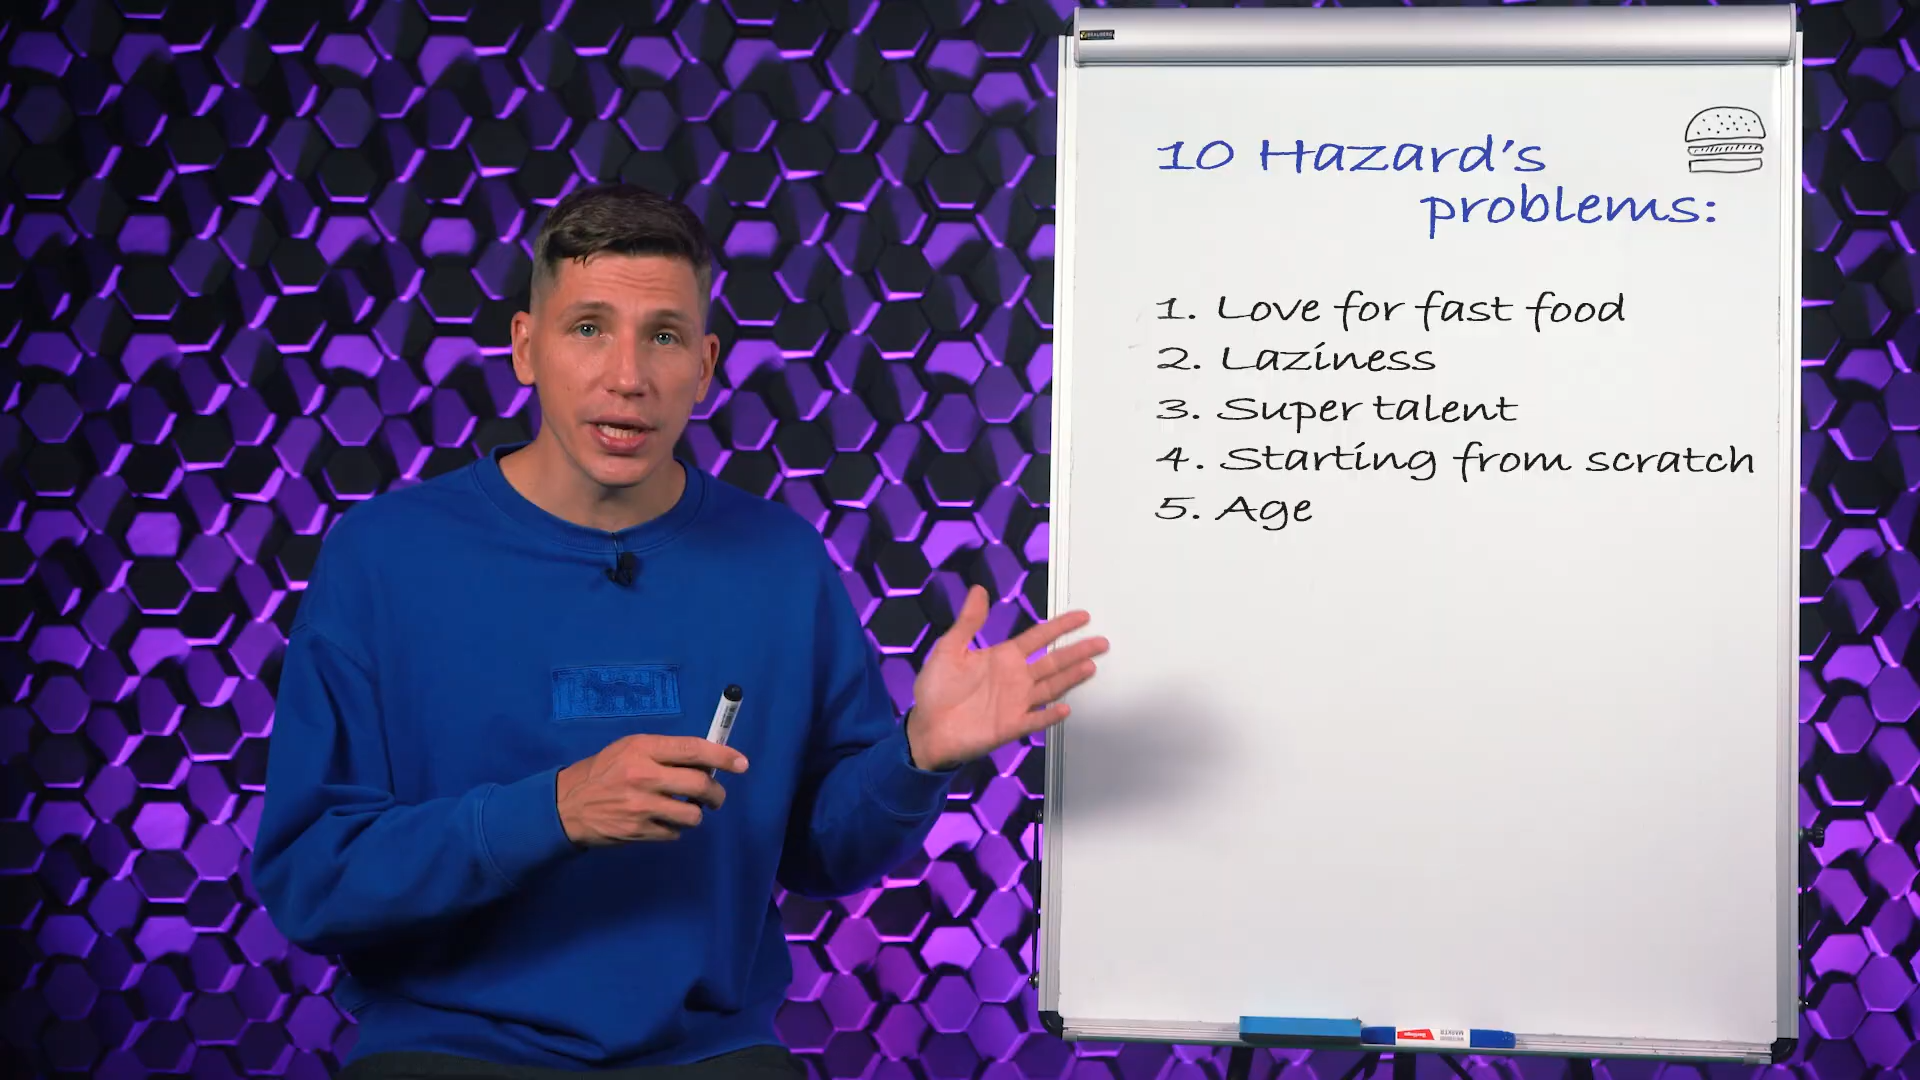 BRAUBERG
10 Hazard's
problems:
1. Love for fast food
2. Laziness
3. Super talent
4. Starting from scratch
5. Age